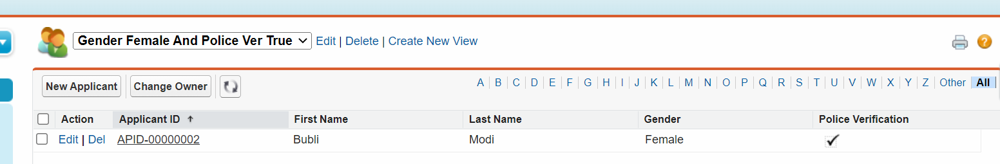 Gender Female And Police Ver True Edit | Delete | Create New View
New Applicant Change Owner A B C D E F G H I J K L M N O P Q R S T U V W X Y Z Other All
Action Applicant ID First Name Last Name Gender Police Verification
Edit | Del APID-00000002 Bubli Modi Female